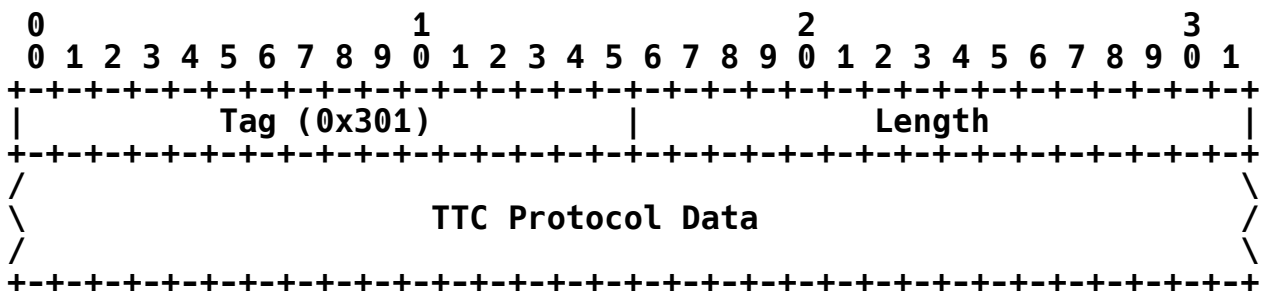 0                   1                   2                   3
 0 1 2 3 4 5 6 7 8 9 0 1 2 3 4 5 6 7 8 9 0 1 2 3 4 5 6 7 8 9 0 1
+-+-+-+-+-+-+-+-+-+-+-+-+-+-+-+-+-+-+-+-+-+-+-+-+-+-+-+-+-+-+-+-+
|          Tag (0x301)          |            Length             |
+-+-+-+-+-+-+-+-+-+-+-+-+-+-+-+-+-+-+-+-+-+-+-+-+-+-+-+-+-+-+-+-+
/                                                               \
\                     TTC Protocol Data                         /
/                                                               \
+-+-+-+-+-+-+-+-+-+-+-+-+-+-+-+-+-+-+-+-+-+-+-+-+-+-+-+-+-+-+-+-+